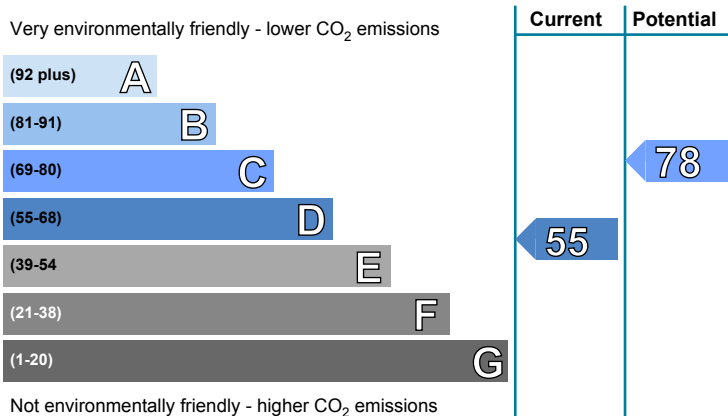 Current Potential
Very environmentally friendly - lower CO2 emissions
(92 plus) A
(81-91) B
(69-80) C
78
(55-68) D
55
(39-54 E
(21-38) F
(1-20) G
Not environmentally friendly - higher CO2 emissions